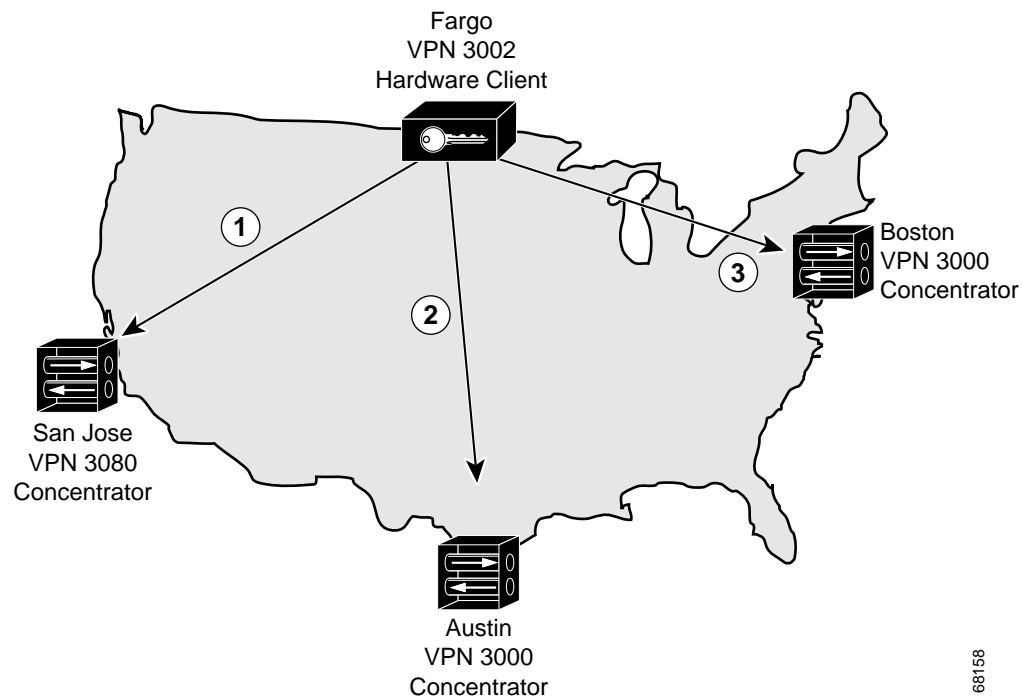 Fargo
VPN 3002
Hardware Client
1
2
3
Boston
VPN 3000
Concentrator
San Jose
VPN 3080
Concentrator
Austin
VPN 3000
Concentrator
68158